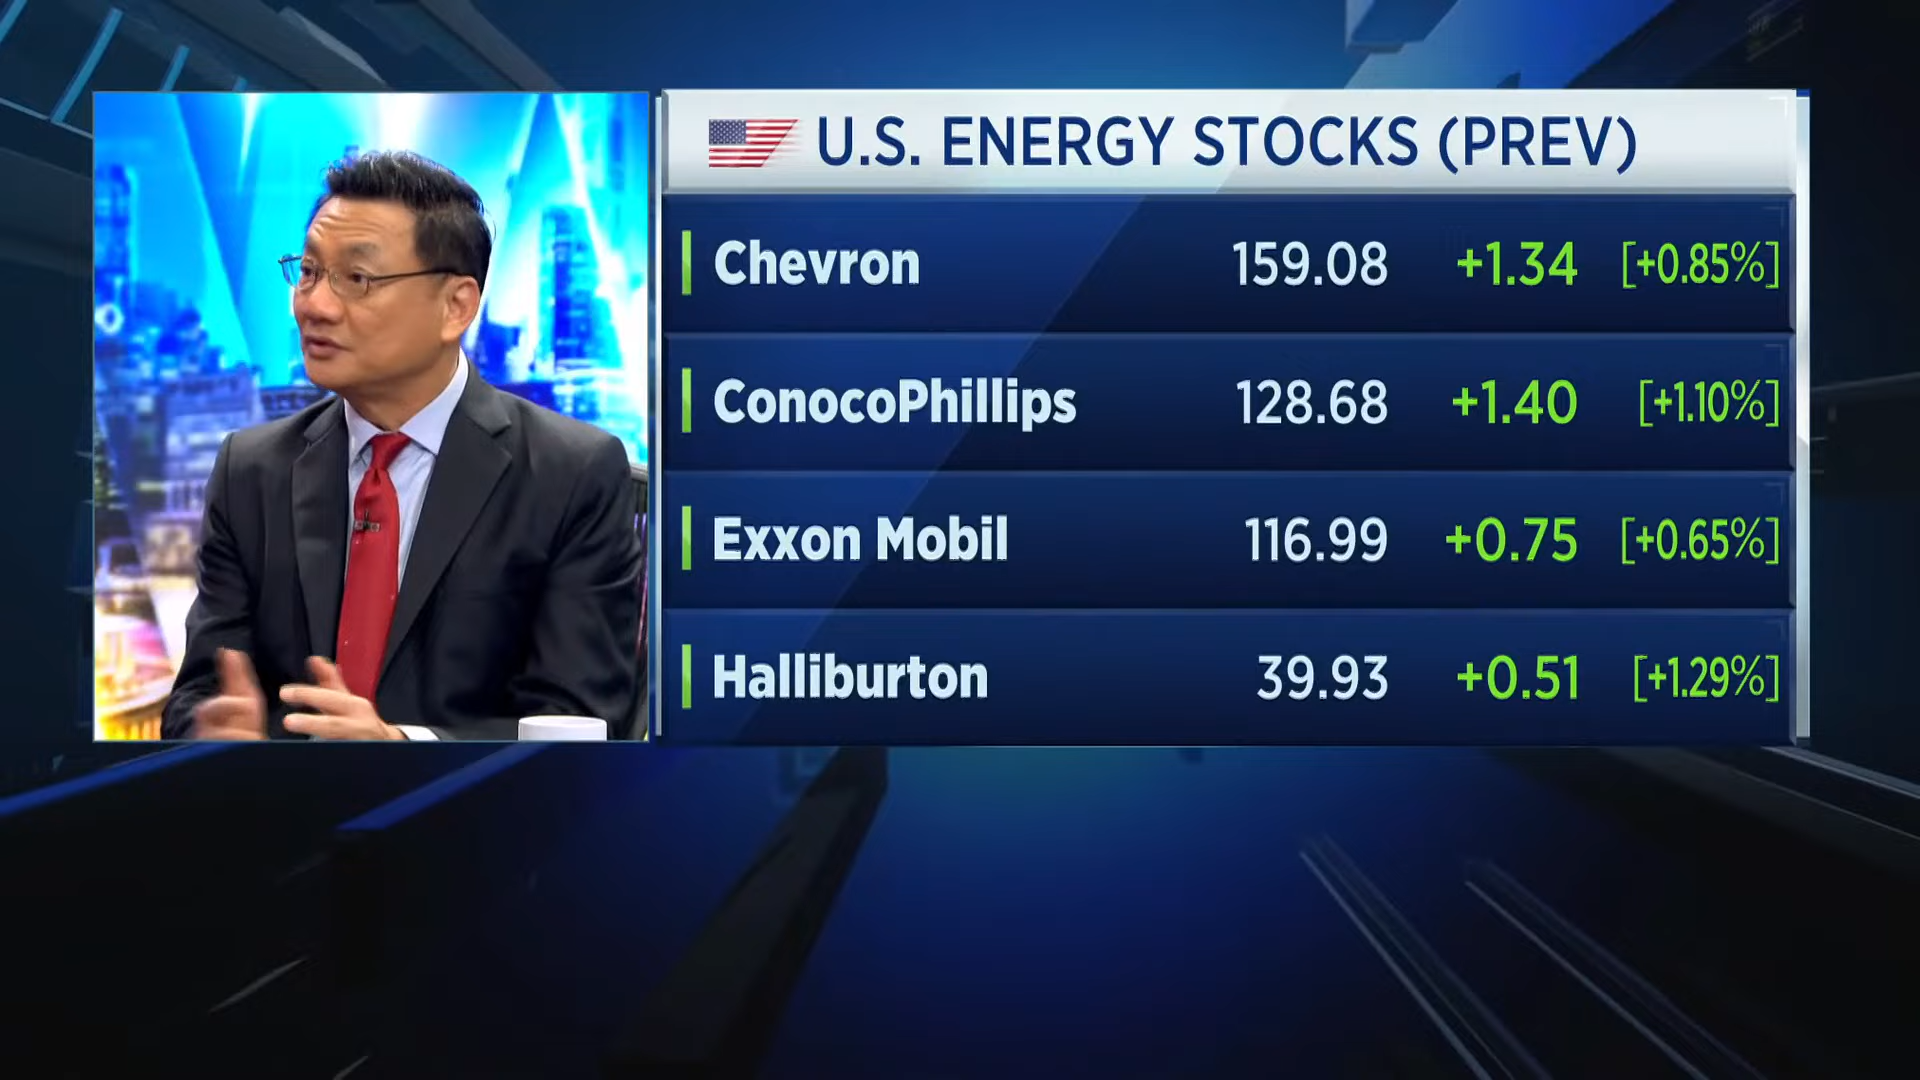 U.S. ENERGY STOCKS (PREV)
Chevron 159.08 +1.34 [+0.85%]
ConocoPhillips 128.68 +1.40 [+1.10%]
Exxon Mobil 116.99 +0.75 [+0.65%]
Halliburton 39.93 +0.51 [+1.29%]